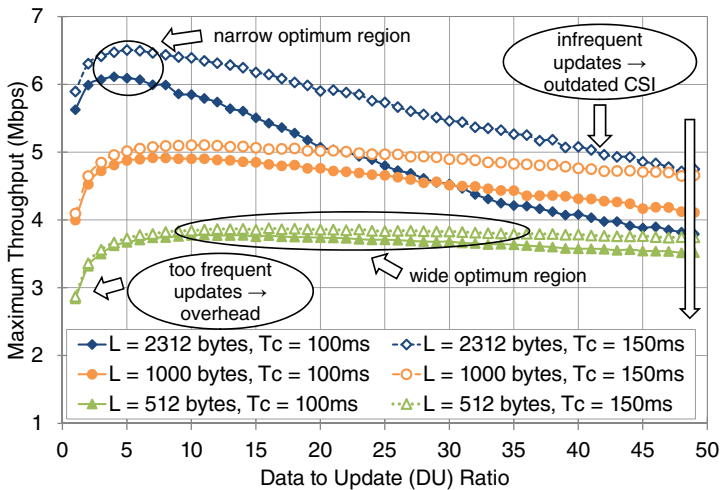 7
6
5
4
3
2
1
Maximum Throughput (Mbps)
narrow optimum region
infrequent
updates →
outdated CSI
wide optimum region
too frequent
updates →
overhead
L = 2312 bytes, Tc = 100ms
L = 2312 bytes, Tc = 150ms
L = 1000 bytes, Tc = 100ms
L = 1000 bytes, Tc = 150ms
L = 512 bytes, Tc = 100ms
L = 512 bytes, Tc = 150ms
0 5 10 15 20 25 30 35 40 45 50
Data to Update (DU) Ratio